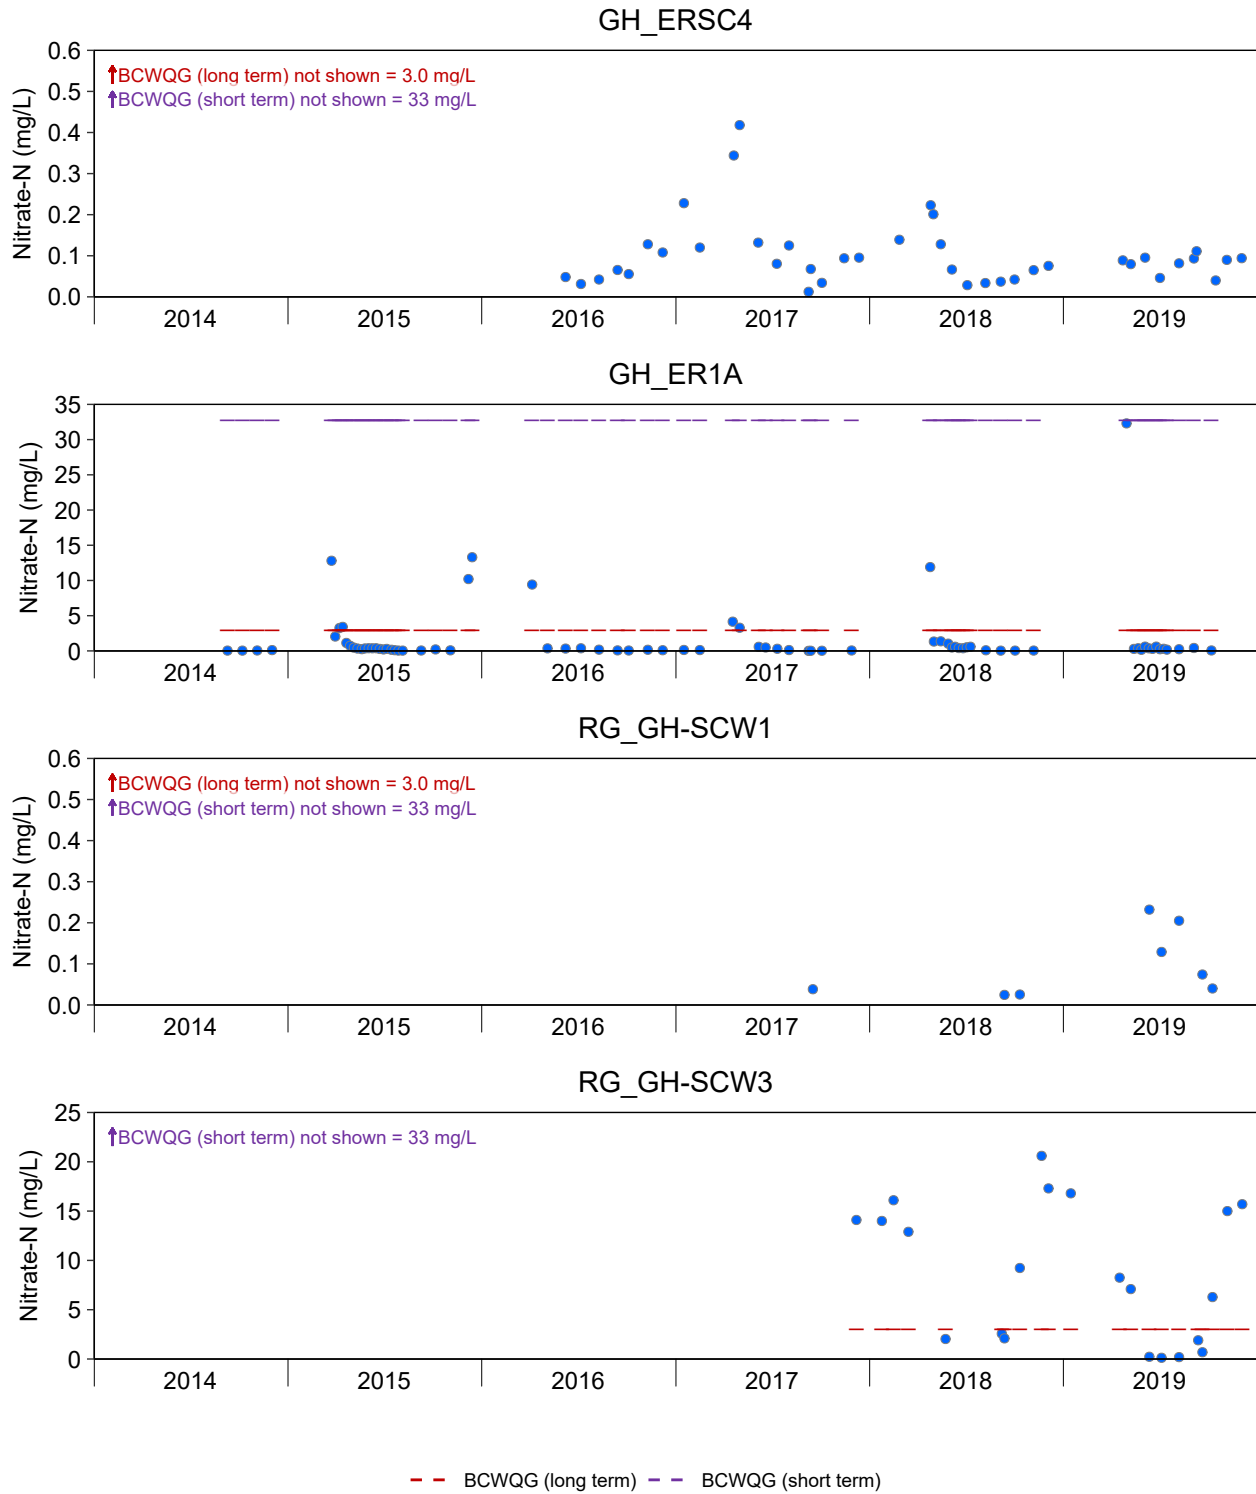 GH_ERSC4
Nitrate-N (mg/L)
0.6
0.5
0.4
0.3
0.2
0.1
0.0
BCWQG (long term) not shown = 3.0 mg/L
BCWQG (short term) not shown = 33 mg/L
2014 2015 2016 2017 2018 2019
GH_ER1A
Nitrate-N (mg/L)
35
30
25
20
15
10
5
0
2014 2015 2016 2017 2018 2019
RG_GH-SCW1
Nitrate-N (mg/L)
0.6
0.5
0.4
0.3
0.2
0.1
0.0
BCWQG (long term) not shown = 3.0 mg/L
BCWQG (short term) not shown = 33 mg/L
2014 2015 2016 2017 2018 2019
RG_GH-SCW3
Nitrate-N (mg/L)
25
20
15
10
5
0
BCWQG (short term) not shown = 33 mg/L
2014 2015 2016 2017 2018 2019
BCWQG (long term) BCWQG (short term)